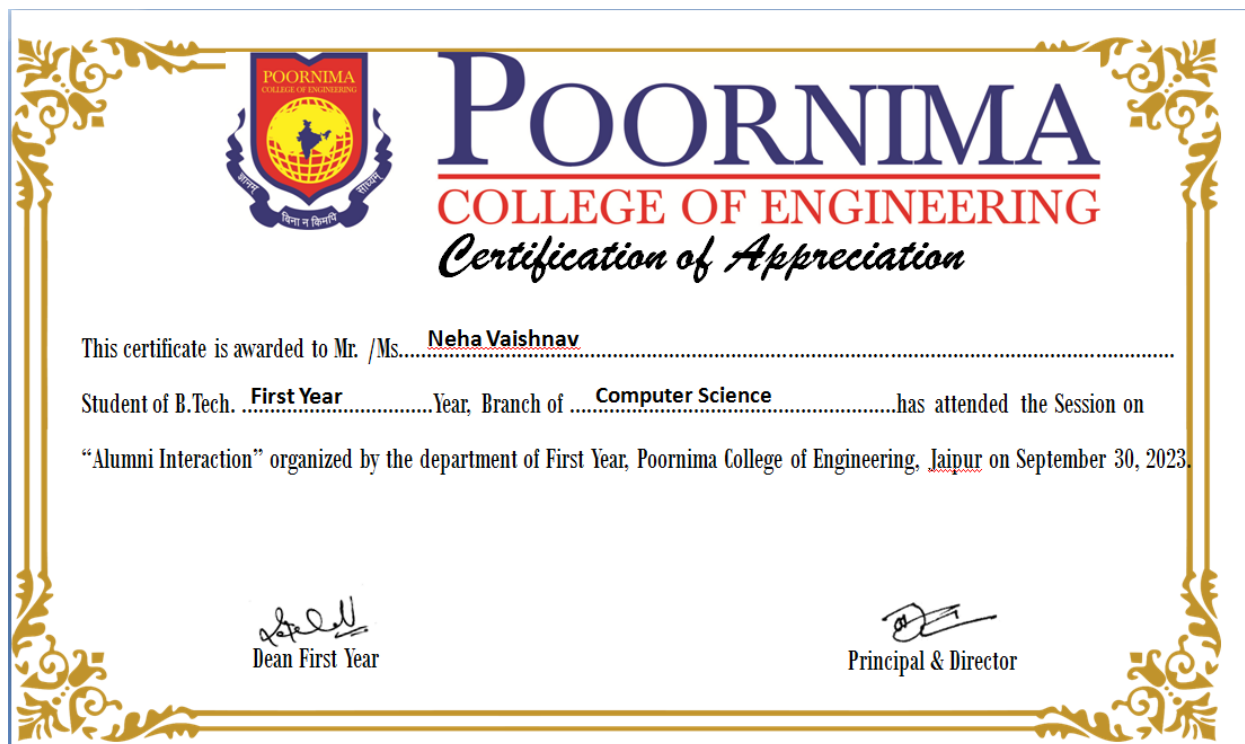 POORNIMA
COLLEGE OF ENGINEERING
ज्ञानम्
विना न किमपि
साध्यम्
POORNIMA
COLLEGE OF ENGINEERING
Certification of Appreciation
This certificate is awarded to Mr. /Ms.....Neha Vaishnav..........................................................................................
Student of B.Tech. ....First Year..................Year, Branch of .....Computer Science.........................has attended the Session on
“Alumni Interaction” organized by the department of First Year, Poornima College of Engineering, Jaipur on September 30, 2023.
Dean First Year
Principal & Director